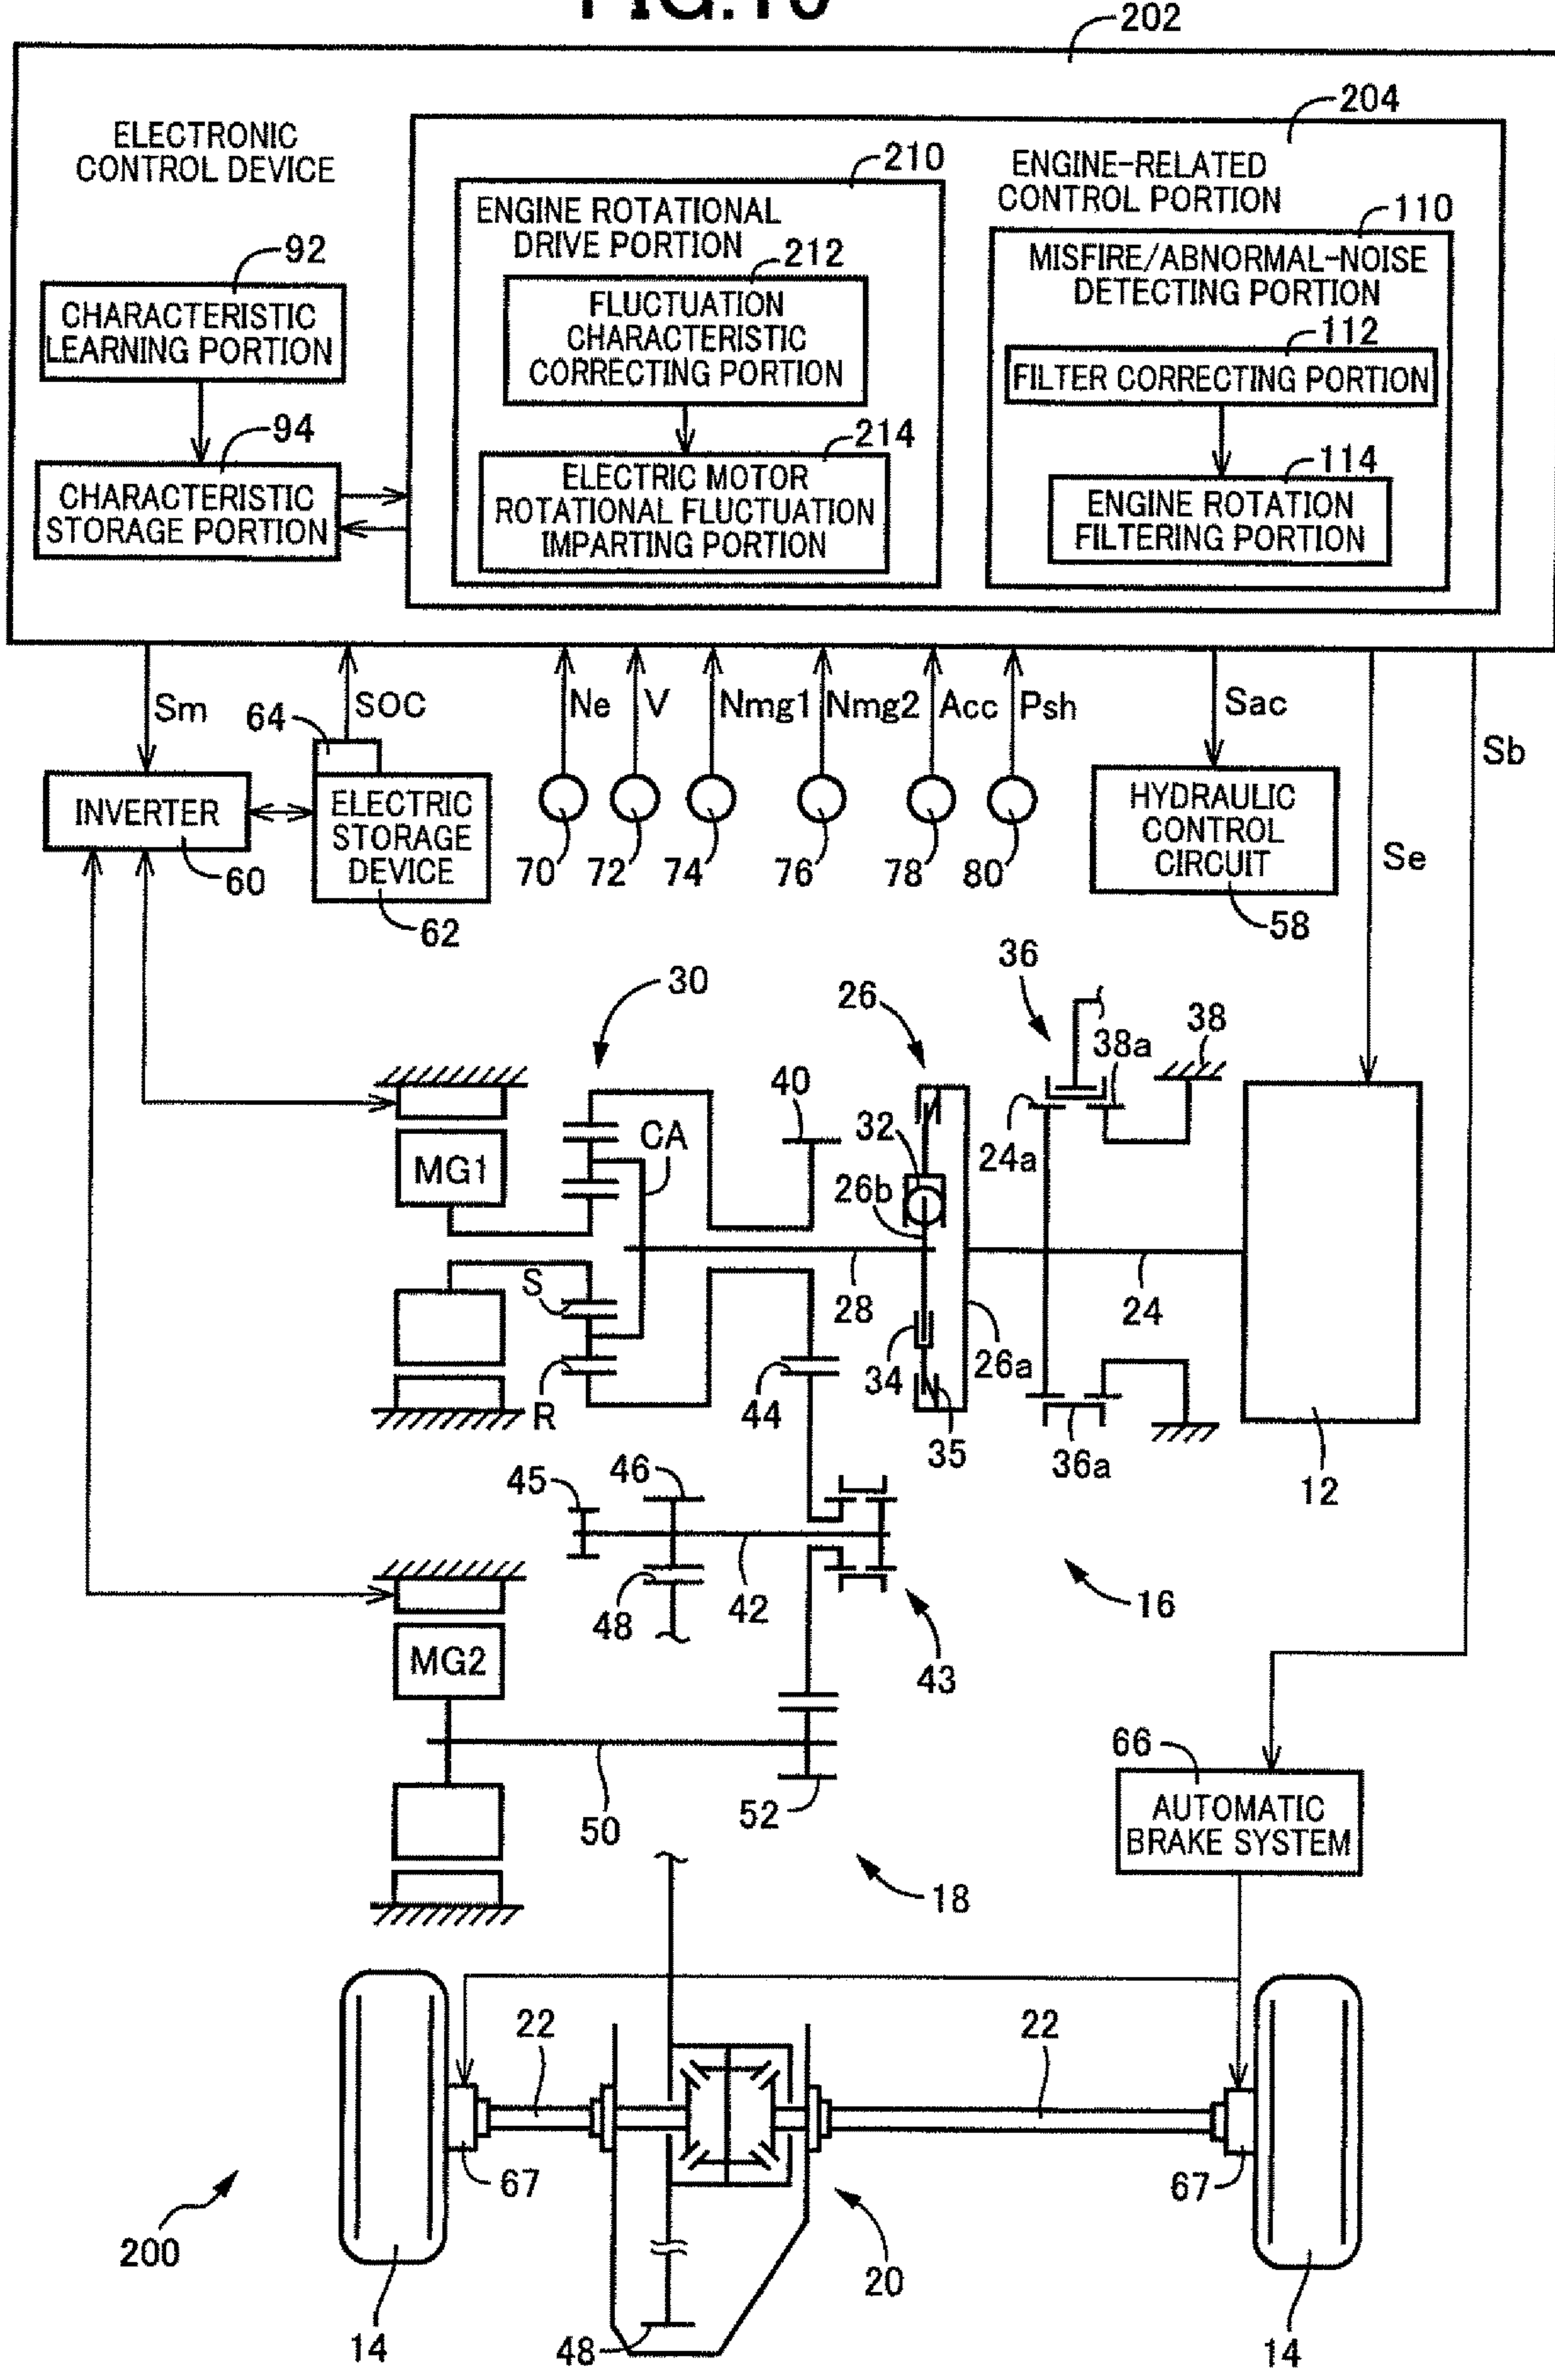 202
204
ELECTRONIC
CONTROL DEVICE
210
ENGINE-RELATED
CONTROL PORTION
ENGINE ROTATIONAL
DRIVE PORTION
110
MISFIRE/ABNORMAL-NOISE
DETECTING PORTION
92
212
CHARACTERISTIC
LEARNING PORTION
FLUCTUATION
CHARACTERISTIC
CORRECTING PORTION
112
FILTER CORRECTING PORTION
94
214
114
CHARACTERISTIC
STORAGE PORTION
ELECTRIC MOTOR
ROTATIONAL FLUCTUATION
IMPARTING PORTION
ENGINE ROTATION
FILTERING PORTION
Sm
64
SOC
Ne
V
Nmg1
Nmg2
Acc
Psh
Sac
Sb
INVERTER
ELECTRIC
STORAGE
DEVICE
HYDRAULIC
CONTROL
CIRCUIT
Se
60
70
72
74
76
78
80
62
58
30
26
36
38
38a
40
CA
32
24a
MG1
26b
S
28
24
34
26a
R
44
35
36a
12
45
46
48
42
16
43
MG2
66
50
52
AUTOMATIC
BRAKE SYSTEM
18
22
22
67
67
200
20
14
48
14